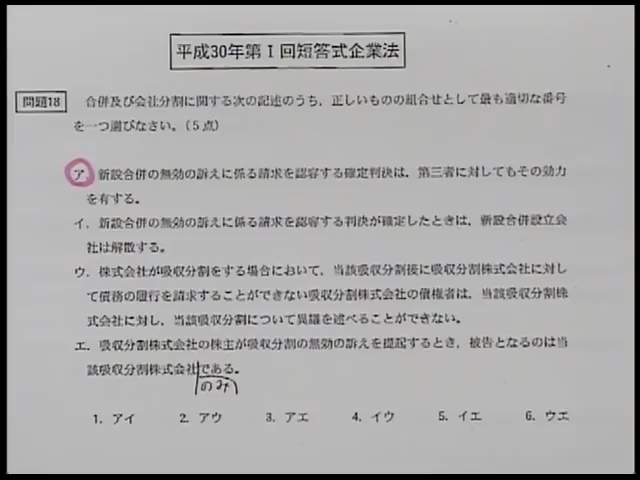 平成30年第Ⅰ回短答式企業法
問題18 合併及び会社分割に関する次の記述のうち、正しいものの組合せとして最も適切な番号
を一つ選びなさい。(5点)
ア. 新設合併の無効の訴えに係る請求を認容する確定判決は、第三者に対してもその効力
を有する。
イ. 新設合併の無効の訴えに係る請求を認容する判決が確定したときは、新設合併設立会
社は解散する。
ウ. 株式会社が吸収分割をする場合において、当該吸収分割後に吸収分割株式会社に対し
て債務の履行を請求することができない吸収分割株式会社の債権者は、当該吸収分割株
式会社に対し、当該吸収分割について異議を述べることができない。
エ. 吸収分割株式会社の株主が吸収分割の無効の訴えを提起するとき、被告となるのは当
該吸収分割株式会社である。
のみ
1. アイ 2. アウ 3. アエ 4. イウ 5. イエ 6. ウエ